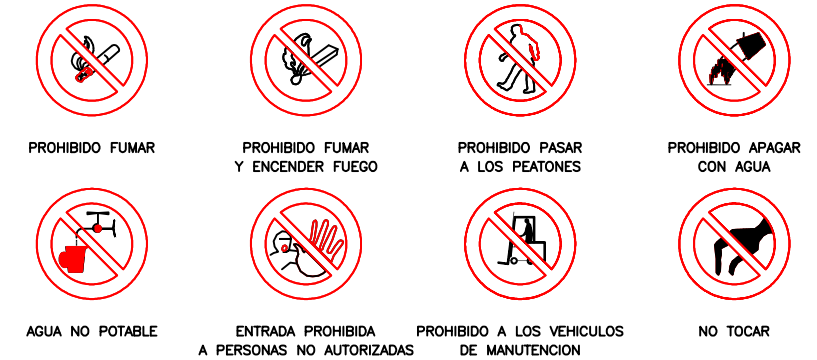 PROHIBIDO FUMAR
PROHIBIDO FUMAR
Y ENCENDER FUEGO
PROHIBIDO PASAR
A LOS PEATONES
PROHIBIDO APAGAR
CON AGUA
AGUA NO POTABLE
ENTRADA PROHIBIDA
A PERSONAS NO AUTORIZADAS
PROHIBIDO A LOS VEHICULOS
DE MANUTENCION
NO TOCAR